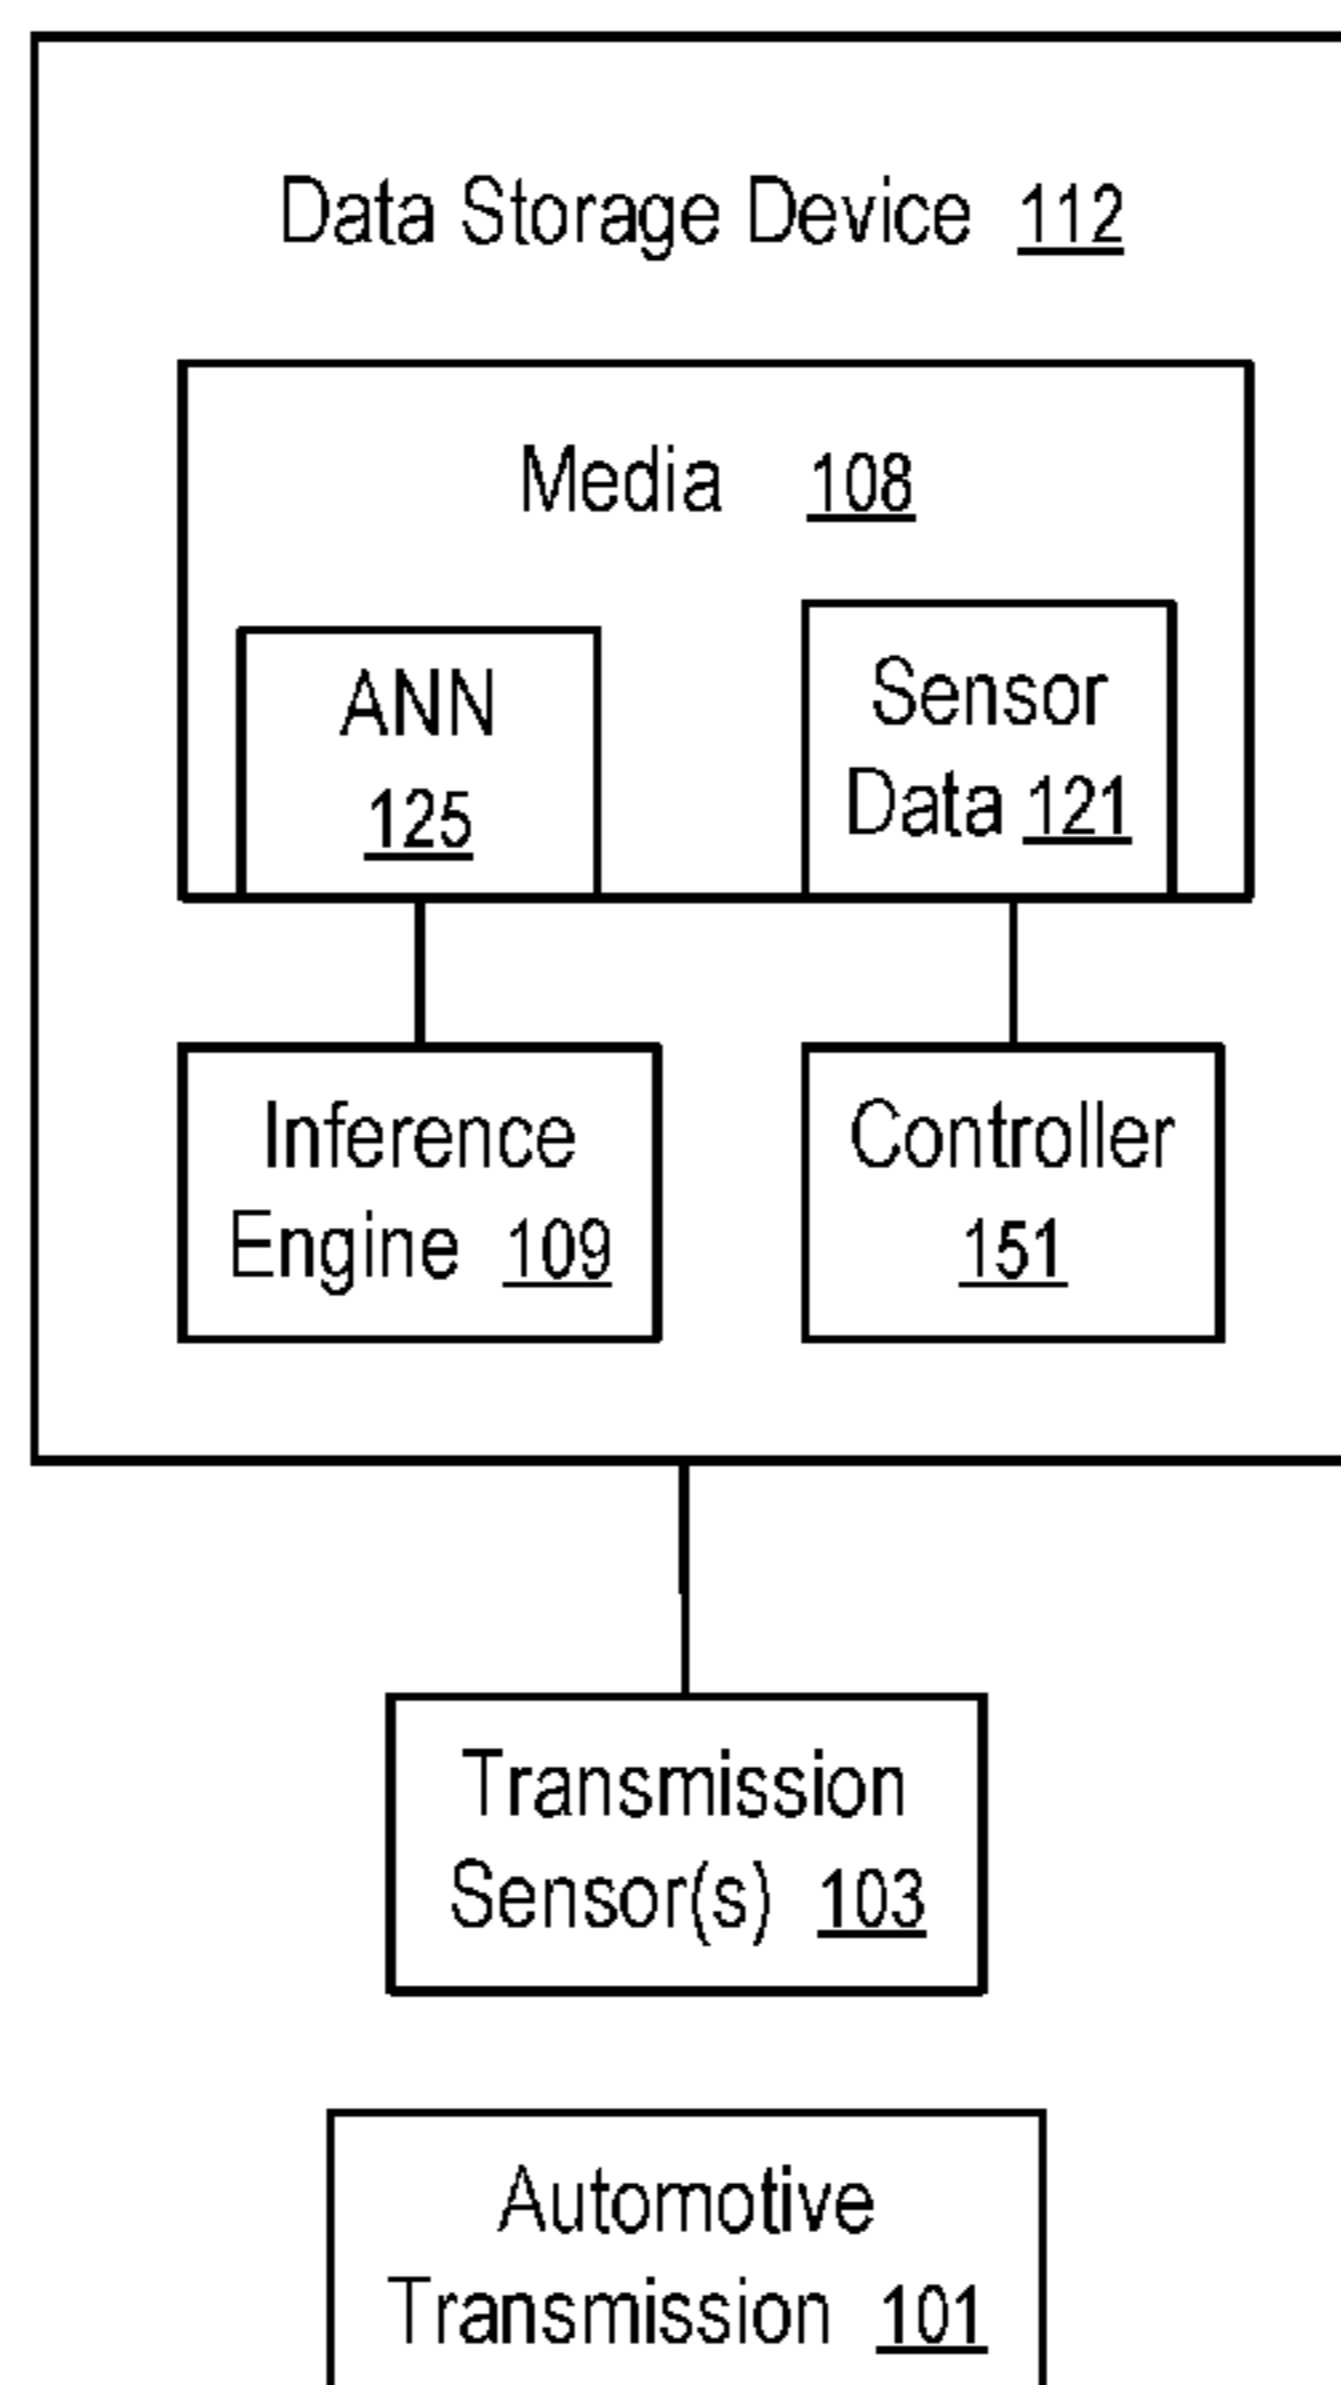 Data Storage Device 112
Media 108
ANN
125
Sensor
Data 121
Inference
Engine 109
Controller
151
Transmission
Sensor(s) 103
Automotive
Transmission 101